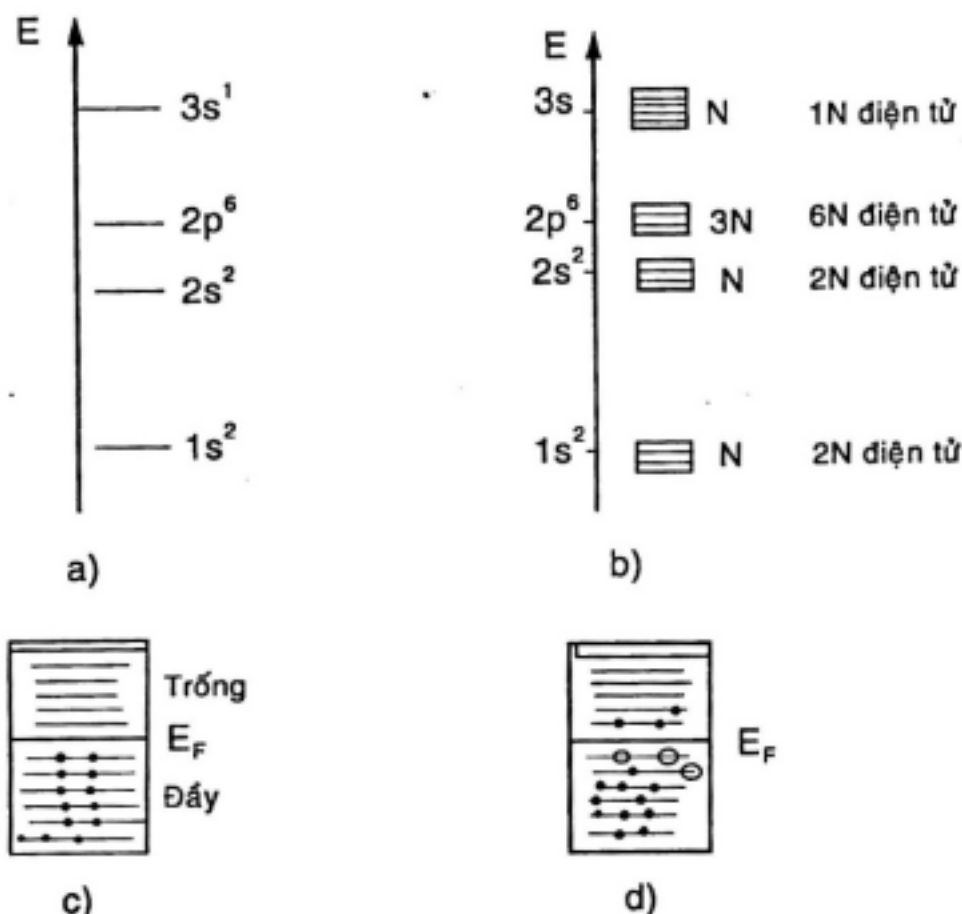 E
3s¹
2p⁶
2s²
1s²
a)
E
3s N 1N điện tử
2p⁶ 3N 6N điện tử
2s² N 2N điện tử
1s² N 2N điện tử
b)
Trống
E_F
Đầy
c)
E_F
d)